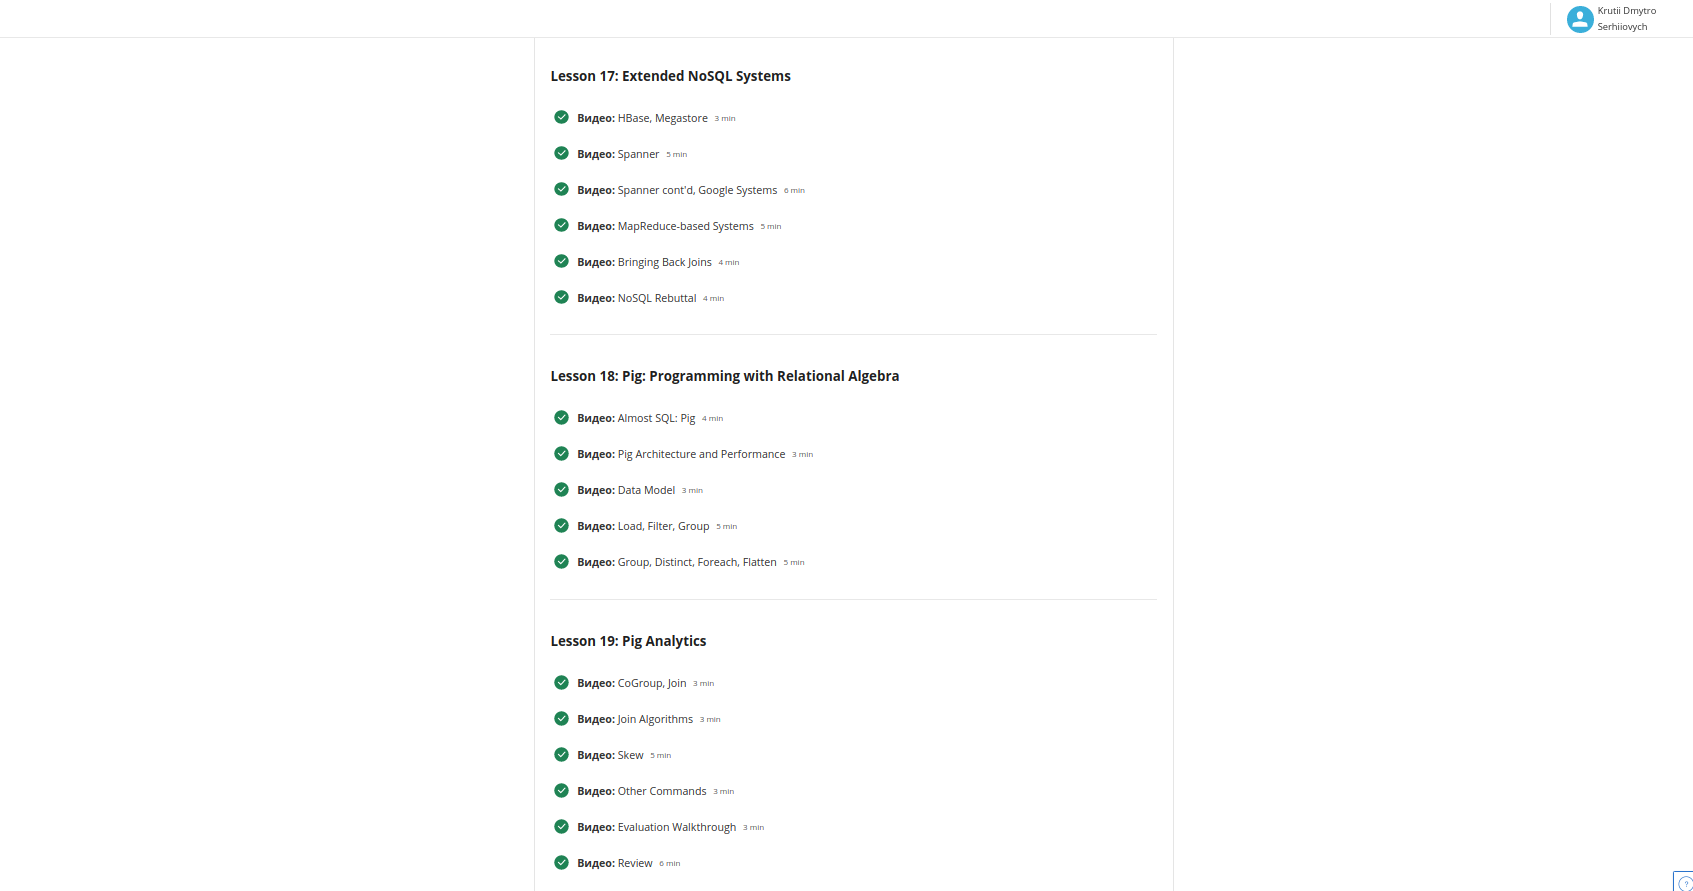 Krutii Dmytro
Serhiiovych
Lesson 17: Extended NoSQL Systems
Видео: HBase, Megastore 3 min
Видео: Spanner 5 min
Видео: Spanner cont'd, Google Systems 6 min
Видео: MapReduce-based Systems 5 min
Видео: Bringing Back Joins 4 min
Видео: NoSQL Rebuttal 4 min
Lesson 18: Pig: Programming with Relational Algebra
Видео: Almost SQL: Pig 4 min
Видео: Pig Architecture and Performance 3 min
Видео: Data Model 3 min
Видео: Load, Filter, Group 5 min
Видео: Group, Distinct, Foreach, Flatten 5 min
Lesson 19: Pig Analytics
Видео: CoGroup, Join 3 min
Видео: Join Algorithms 3 min
Видео: Skew 5 min
Видео: Other Commands 3 min
Видео: Evaluation Walkthrough 3 min
Видео: Review 6 min
?